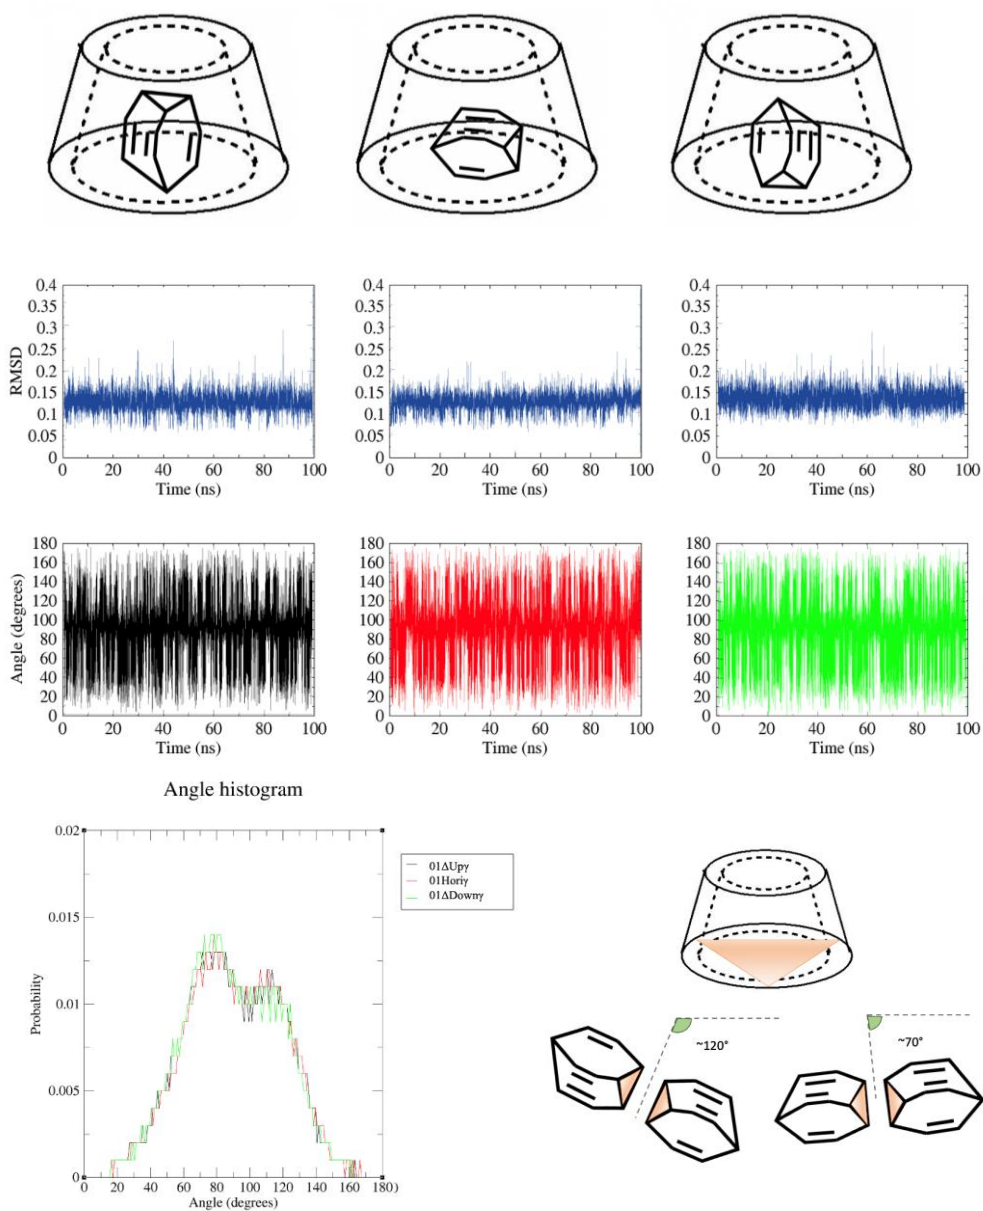 0.4 0.4 0.4
0.35 0.35 0.35
0.3 0.3 0.3
0.25 0.25 0.25
0.2 0.2 0.2
0.15 0.15 0.15
0.1 0.1 0.1
0.05 0.05 0.05
0 0 0
RMSD
0 20 40 60 80 100 0 20 40 60 80 100 0 20 40 60 80 100
Time (ns) Time (ns) Time (ns)
180 180 180
160 160 160
140 140 140
120 120 120
100 100 100
80 80 80
60 60 60
40 40 40
20 20 20
0 0 0
Angle (degrees)
0 20 40 60 80 100 0 20 40 60 80 100 0 20 40 60 80 100
Time (ns) Time (ns) Time (ns)
Angle histogram
0.02
0.015
0.01
0.005
0
Probability
0 20 40 60 80 100 120 140 160 180)
Angle (degrees)
01ΔUpγ
01Horiγ
01ΔDownγ
~120°
~70°